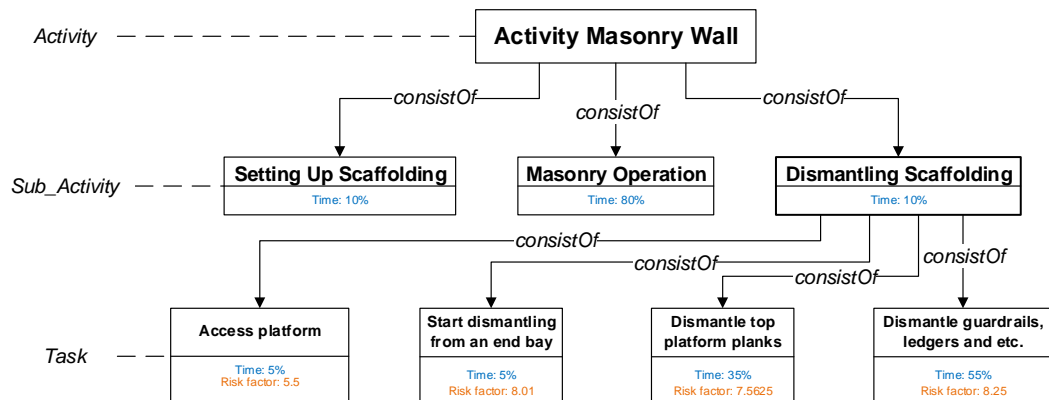 Activity
Activity Masonry Wall
consistOf
consistOf
consistOf
Sub_Activity
Setting Up Scaffolding
Time: 10%
Masonry Operation
Time: 80%
Dismantling Scaffolding
Time: 10%
consistOf
consistOf
consistOf
consistOf
Task
Access platform
Time: 5%
Risk factor: 5.5
Start dismantling
from an end bay
Time: 5%
Risk factor: 8.01
Dismantle top
platform planks
Time: 35%
Risk factor: 7.5625
Dismantle guardrails,
ledgers and etc.
Time: 55%
Risk factor: 8.25